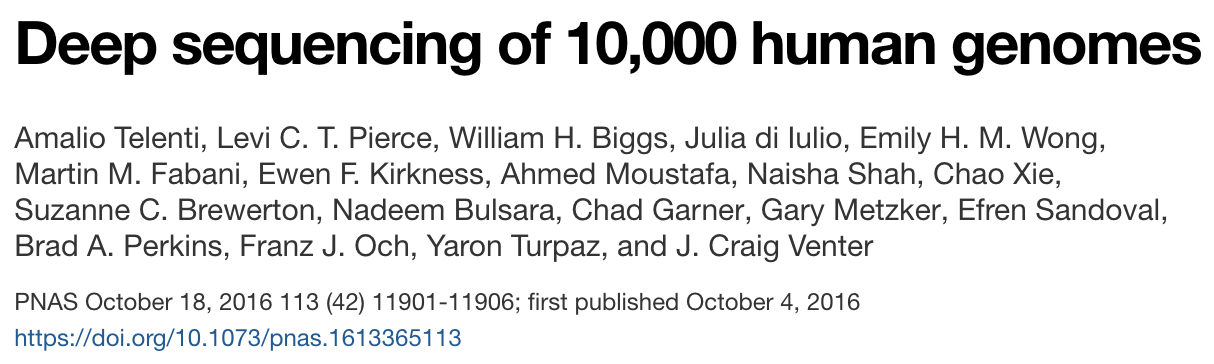 Deep sequencing of 10,000 human genomes
Amalio Telenti, Levi C. T. Pierce, William H. Biggs, Julia di Iulio, Emily H. M. Wong,
Martin M. Fabani, Ewen F. Kirkness, Ahmed Moustafa, Naisha Shah, Chao Xie,
Suzanne C. Brewerton, Nadeem Bulsara, Chad Garner, Gary Metzker, Efren Sandoval,
Brad A. Perkins, Franz J. Och, Yaron Turpaz, and J. Craig Venter
PNAS October 18, 2016 113 (42) 11901-11906; first published October 4, 2016
https://doi.org/10.1073/pnas.1613365113